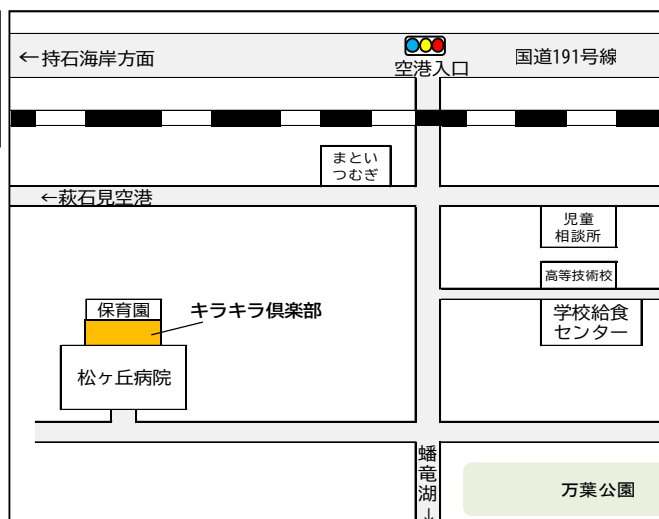 ←持石海岸方面
国道191号線
空港入口
まとい
つむぎ
←萩石見空港
児童
相談所
高等技術校
保育園
キラキラ倶楽部
学校給食
センター
松ヶ丘病院
蟠竜湖↓
万葉公園